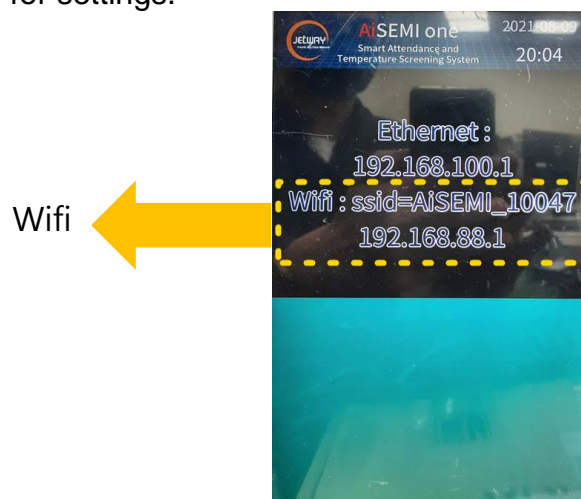 for settings.
JETWAY
AiSEMI one
2021-08-09
Smart Attendance and
Temperature Screening System
20:04
Ethernet :
192.168.100.1
Wifi : ssid=AiSEMI_10047
192.168.88.1
Wifi